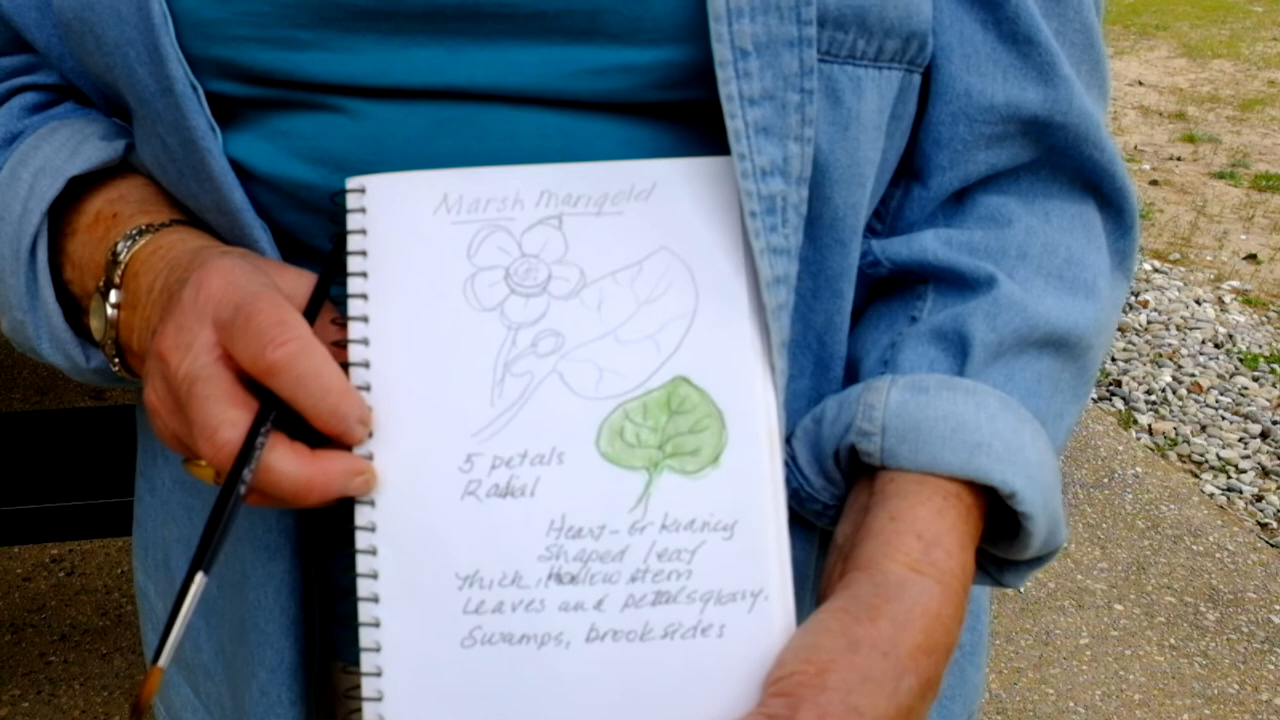 Marsh Marigold
5 petals
Radial
Heart- or kidney
shaped leaf
Thick, Hollow stem
Leaves and petals glossy.
Swamps, brooksides